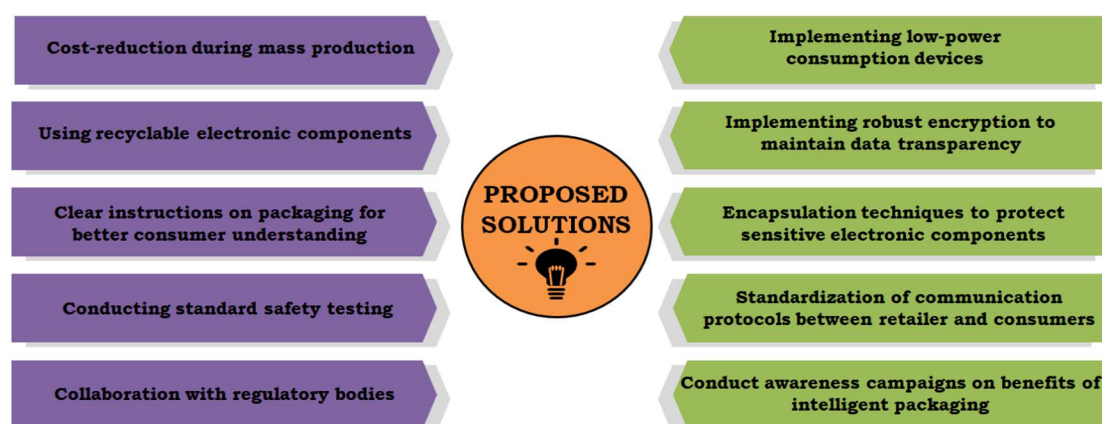 Cost-reduction during mass production
Using recyclable electronic components
Clear instructions on packaging for
better consumer understanding
Conducting standard safety testing
Collaboration with regulatory bodies
PROPOSED
SOLUTIONS
Implementing low-power
consumption devices
Implementing robust encryption to
maintain data transparency
Encapsulation techniques to protect
sensitive electronic components
Standardization of communication
protocols between retailer and consumers
Conduct awareness campaigns on benefits of
intelligent packaging